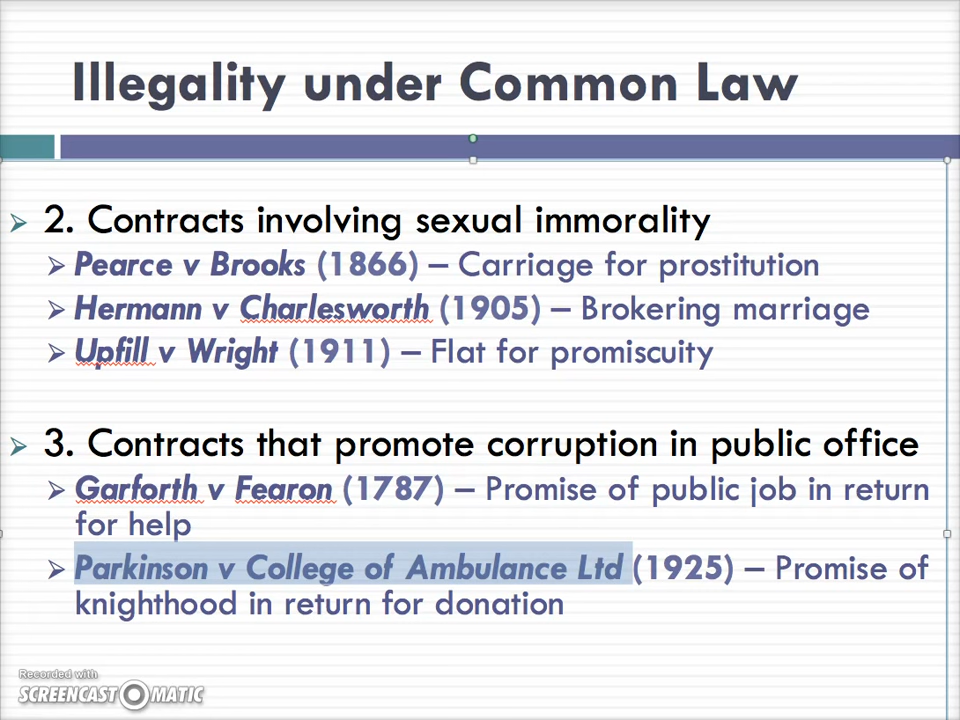 Illegality under Common Law
2. Contracts involving sexual immorality
Pearce v Brooks (1866) – Carriage for prostitution
Hermann v Charlesworth (1905) – Brokering marriage
Upfill v Wright (1911) – Flat for promiscuity
3. Contracts that promote corruption in public office
Garforth v Fearon (1787) – Promise of public job in return
for help
Parkinson v College of Ambulance Ltd (1925) – Promise of
knighthood in return for donation
Recorded with
SCREENCAST-O-MATIC